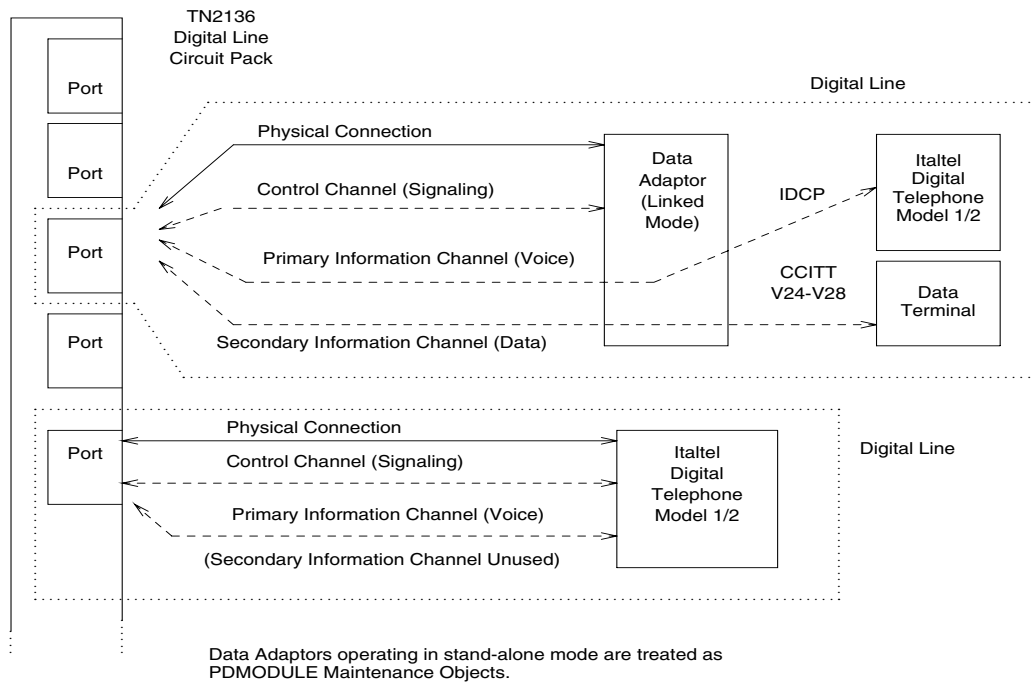 TN2136
Digital Line
Circuit Pack
Port
Digital Line
Physical Connection
Port
Data
Adaptor
(Linked
Mode)
Italtel
Digital
Telephone
Model 1/2
Control Channel (Signaling)
IDCP
Port
Primary Information Channel (Voice)
CCITT
V24-V28
Data
Terminal
Port
Secondary Information Channel (Data)
Physical Connection
Port
Control Channel (Signaling)
Italtel
Digital
Telephone
Model 1/2
Digital Line
Primary Information Channel (Voice)
(Secondary Information Channel Unused)
Data Adaptors operating in stand-alone mode are treated as
PDMODULE Maintenance Objects.